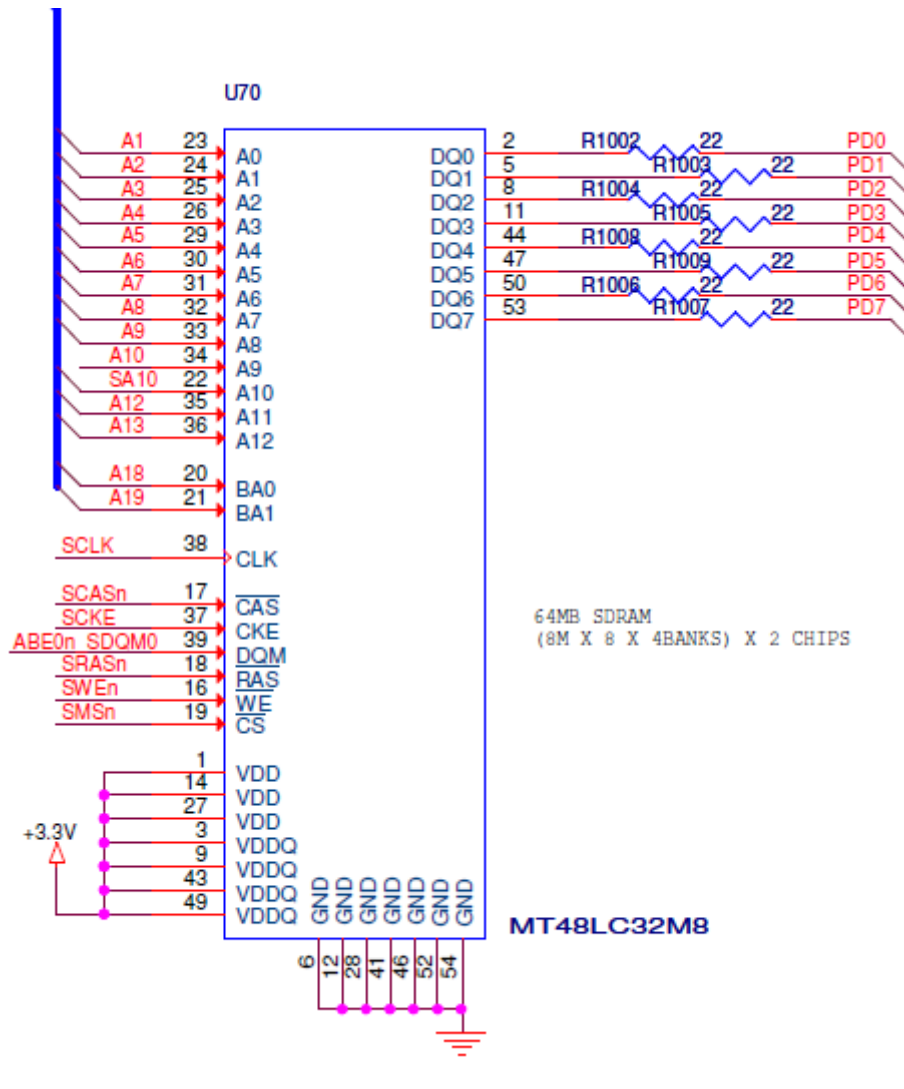 U70
A1 23 A0 DQ0 2 R1002 22 PD0
A2 24 A1 DQ1 5 R1003 22 PD1
A3 25 A2 DQ2 8 R1004 22 PD2
A4 26 A3 DQ3 11 R1005 22 PD3
A5 29 A4 DQ4 44 R1008 22 PD4
A6 30 A5 DQ5 47 R1009 22 PD5
A7 31 A6 DQ6 50 R1006 22 PD6
A8 32 A7 DQ7 53 R1007 22 PD7
A9 33 A8
A10 34 A9
SA10 22 A10
A12 35 A11
A13 36 A12
A18 20 BA0
A19 21 BA1
SCLK 38 CLK
SCASn 17 CAS
SCKE 37 CKE
ABE0n_SDQM0 39 DQM
SRASn 18 RAS
SWEn 16 WE
SMSn 19 CS
64MB SDRAM
(8M X 8 X 4BANKS) X 2 CHIPS
1 VDD
14 VDD
27 VDD
+3.3V
3 VDDQ
9 VDDQ
43 VDDQ
49 VDDQ
GND GND GND GND GND GND GND
MT48LC32M8
6 12 28 41 46 52 54